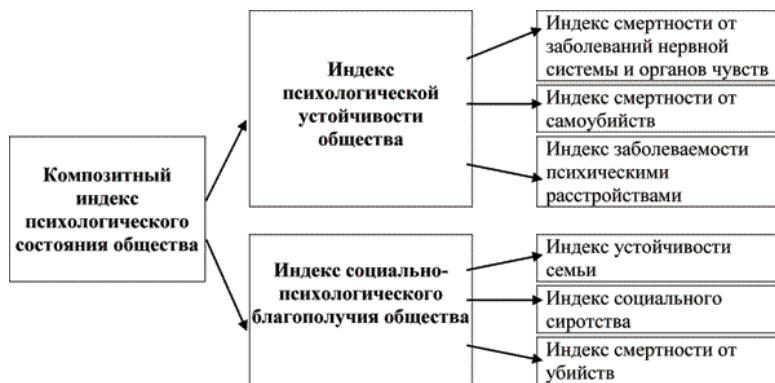 Композитный
индекс
психологического
состояния общества
Индекс
психологической
устойчивости
общества
Индекс смертности от
заболеваний нервной
системы и органов чувств
Индекс смертности от
самоубийств
Индекс заболеваемости
психическими
расстройствами
Индекс социально-
психологического
благополучия общества
Индекс устойчивости
семьи
Индекс социального
сиротства
Индекс смертности от
убийств